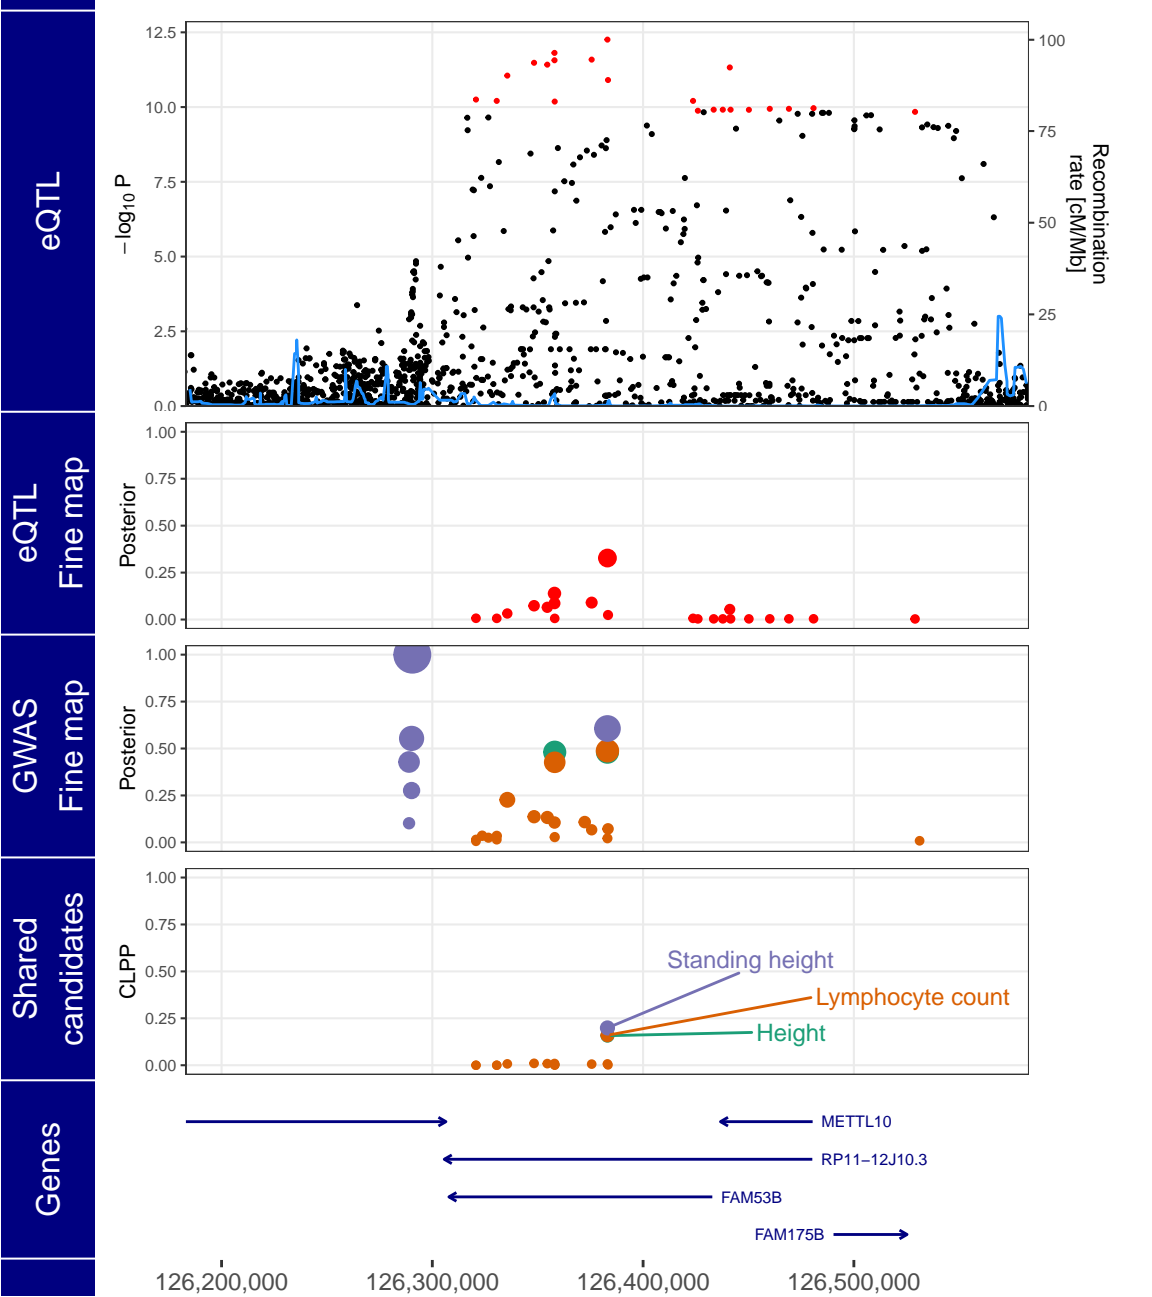 eQTL
−log10 P
12.5
10.0
7.5
5.0
2.5
0.0
100
75
50
25
0
Recombination
rate [cM/Mb]
eQTL
Fine map
Posterior
1.00
0.75
0.50
0.25
0.00
GWAS
Fine map
Posterior
1.00
0.75
0.50
0.25
0.00
Shared
candidates
CLPP
1.00
0.75
0.50
0.25
0.00
Standing height
Lymphocyte count
Height
Genes
METTL10
RP11−12J10.3
FAM53B
FAM175B
126,200,000
126,300,000
126,400,000
126,500,000